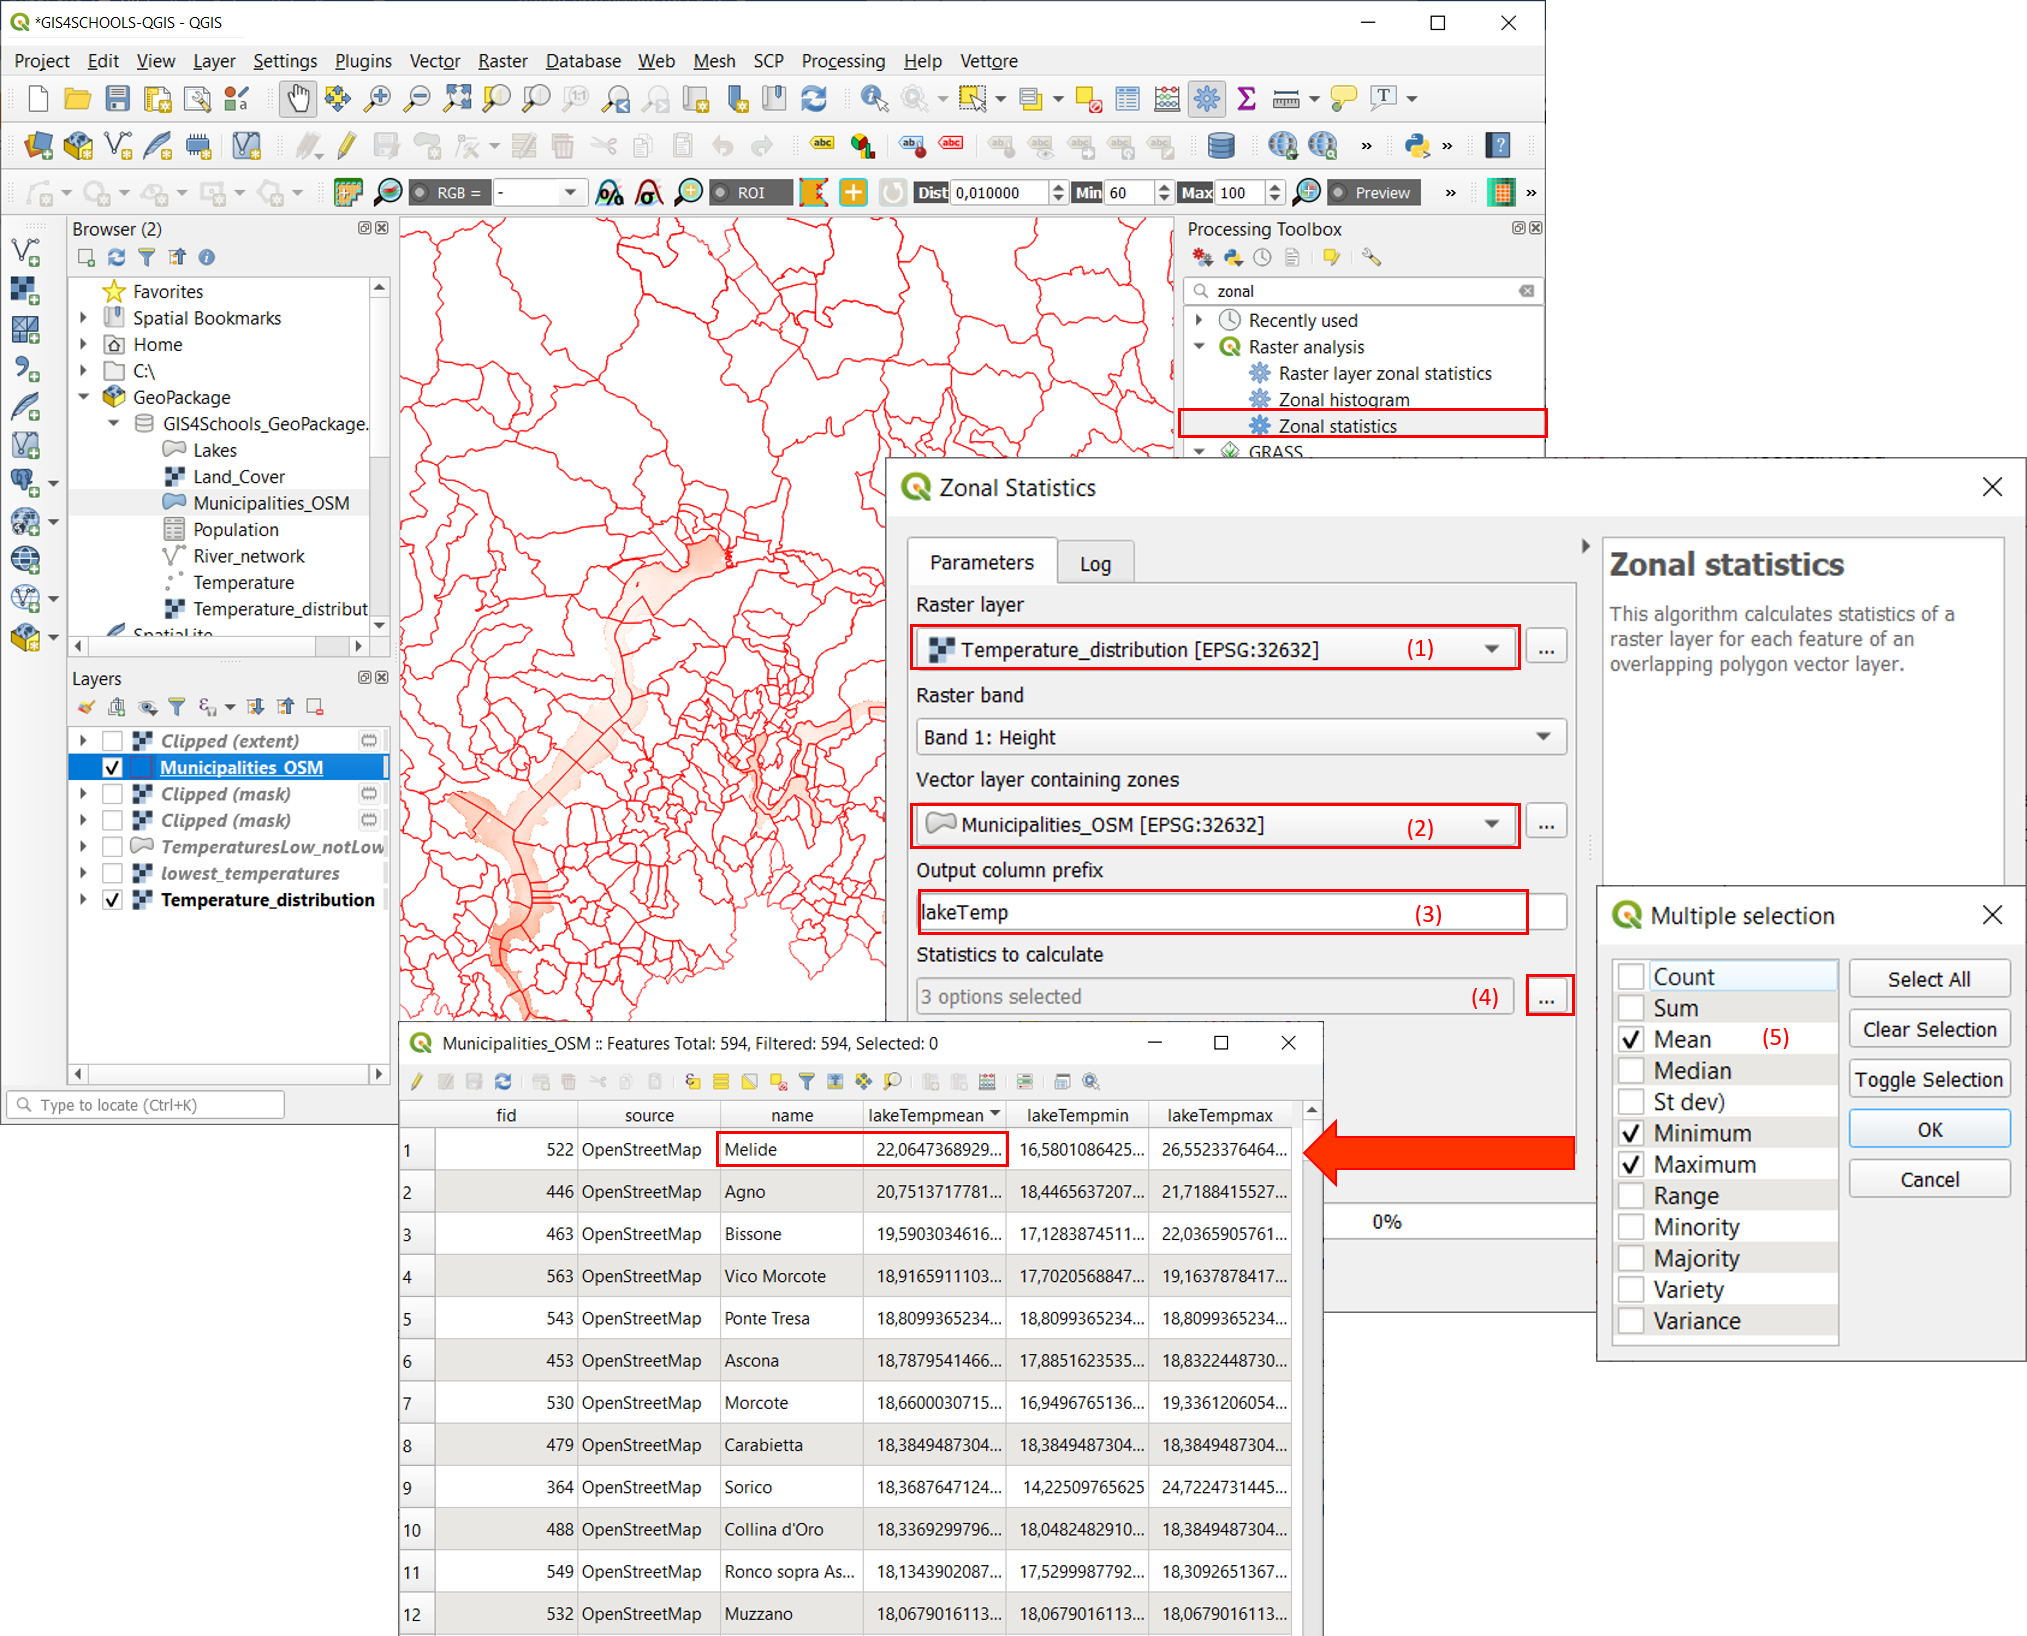 *GIS4SCHOOLS-QGIS - QGIS
Project Edit View Layer Settings Plugins Vector Raster Database Web Mesh SCP Processing Help Vettore
RGB = - ROI Dist 0,010000 Min 60 Max 100 Preview
Browser (2)
Favorites
Spatial Bookmarks
Home
C:\
GeoPackage
GIS4Schools_GeoPackage.
Lakes
Land_Cover
Municipalities_OSM
Population
River_network
Temperature
Temperature_distribut
SpatiaLite
Layers
Clipped (extent)
Municipalities_OSM
Clipped (mask)
Clipped (mask)
TemperaturesLow_notLow
lowest_temperatures
Temperature_distribution
Type to locate (Ctrl+K)
Processing Toolbox
zonal
Recently used
Raster analysis
Raster layer zonal statistics
Zonal histogram
Zonal statistics
GRASS
Zonal Statistics
Parameters Log
Raster layer
Temperature_distribution [EPSG:32632] (1) ...
Raster band
Band 1: Height
Vector layer containing zones
Municipalities_OSM [EPSG:32632] (2) ...
Output column prefix
lakeTemp (3)
Statistics to calculate
3 options selected (4) ...
0%
Zonal statistics
This algorithm calculates statistics of a
raster layer for each feature of an
overlapping polygon vector layer.
Multiple selection
Count
Sum
Mean (5)
Median
St dev)
Minimum
Maximum
Range
Minority
Majority
Variety
Variance
Select All
Clear Selection
Toggle Selection
OK
Cancel
Municipalities_OSM :: Features Total: 594, Filtered: 594, Selected: 0
fid source name lakeTempmean lakeTempmin lakeTempmax
1 522 OpenStreetMap Melide 22,0647368929... 16,5801086425... 26,5523376464...
2 446 OpenStreetMap Agno 20,7513717781... 18,4465637207... 21,7188415527...
3 463 OpenStreetMap Bissone 19,5903034616... 17,1283874511... 22,0365905761...
4 563 OpenStreetMap Vico Morcote 18,9165911103... 17,7020568847... 19,1637878417...
5 543 OpenStreetMap Ponte Tresa 18,8099365234... 18,8099365234... 18,8099365234...
6 453 OpenStreetMap Ascona 18,7879541466... 17,8851623535... 18,8322448730...
7 530 OpenStreetMap Morcote 18,6600030715... 16,9496765136... 19,3361206054...
8 479 OpenStreetMap Carabietta 18,3849487304... 18,3849487304... 18,3849487304...
9 364 OpenStreetMap Sorico 18,3687647124... 14,22509765625 24,7224731445...
10 488 OpenStreetMap Collina d'Oro 18,3369299796... 18,0482482910... 18,3849487304...
11 549 OpenStreetMap Ronco sopra As... 18,1343902087... 17,5299987792... 18,3092651367...
12 532 OpenStreetMap Muzzano 18,0679016113... 18,0679016113... 18,0679016113...